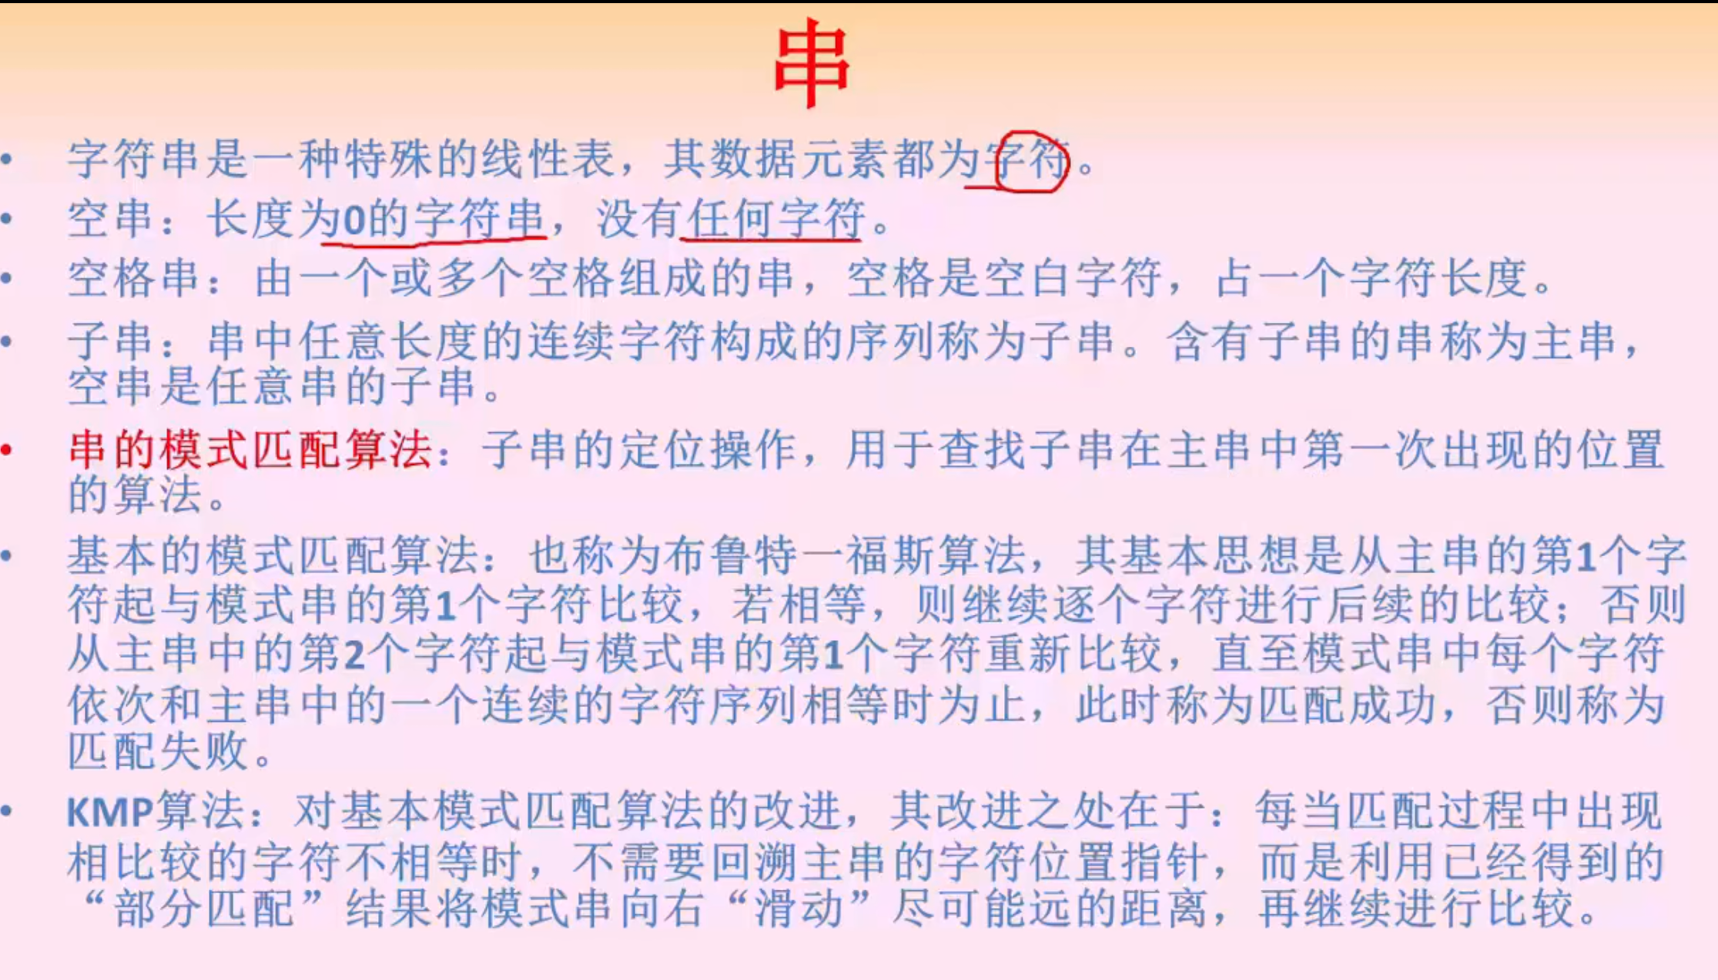 串
• 字符串是一种特殊的线性表，其数据元素都为字符。
• 空串：长度为0的字符串，没有任何字符。
• 空格串：由一个或多个空格组成的串，空格是空白字符，占一个字符长度。
• 子串：串中任意长度的连续字符构成的序列称为子串。含有子串的串称为主串，
空串是任意串的子串。
• 串的模式匹配算法：子串的定位操作，用于查找子串在主串中第一次出现的位置
的算法。
• 基本的模式匹配算法：也称为布鲁特一福斯算法，其基本思想是从主串的第1个字
符起与模式串的第1个字符比较，若相等，则继续逐个字符进行后续的比较；否则
从主串中的第2个字符起与模式串的第1个字符重新比较，直至模式串中每个字符
依次和主串中的一个连续的字符序列相等时为止，此时称为匹配成功，否则称为
匹配失败。
• KMP算法：对基本模式匹配算法的改进，其改进之处在于：每当匹配过程中出现
相比较的字符不相等时，不需要回溯主串的字符位置指针，而是利用已经得到的
“部分匹配”结果将模式串向右“滑动”尽可能远的距离，再继续进行比较。